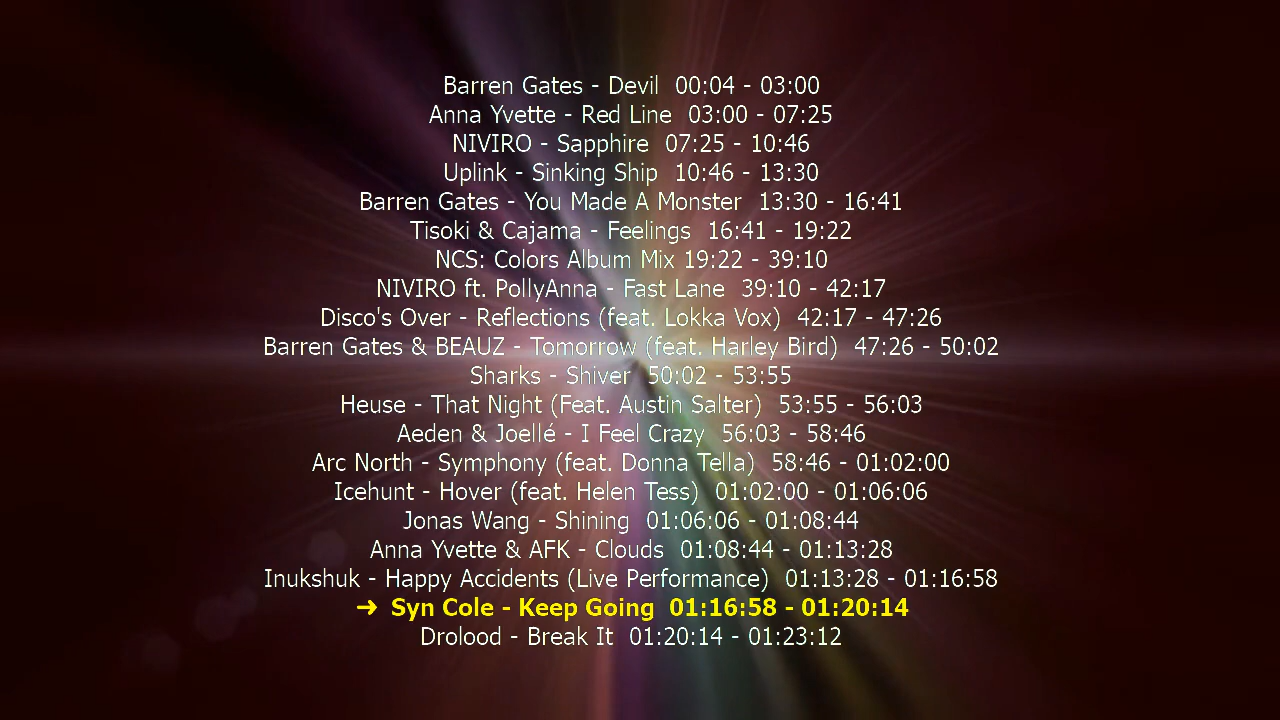 Barren Gates - Devil  00:04 - 03:00
Anna Yvette - Red Line  03:00 - 07:25
NIVIRO - Sapphire  07:25 - 10:46
Uplink - Sinking Ship  10:46 - 13:30
Barren Gates - You Made A Monster  13:30 - 16:41
Tisoki & Cajama - Feelings  16:41 - 19:22
NCS: Colors Album Mix 19:22 - 39:10
NIVIRO ft. PollyAnna - Fast Lane  39:10 - 42:17
Disco's Over - Reflections (feat. Lokka Vox)  42:17 - 47:26
Barren Gates & BEAUZ - Tomorrow (feat. Harley Bird)  47:26 - 50:02
Sharks - Shiver  50:02 - 53:55
Heuse - That Night (Feat. Austin Salter)  53:55 - 56:03
Aeden & Joellé - I Feel Crazy  56:03 - 58:46
Arc North - Symphony (feat. Donna Tella)  58:46 - 01:02:00
Icehunt - Hover (feat. Helen Tess)  01:02:00 - 01:06:06
Jonas Wang - Shining  01:06:06 - 01:08:44
Anna Yvette & AFK - Clouds  01:08:44 - 01:13:28
Inukshuk - Happy Accidents (Live Performance)  01:13:28 - 01:16:58
➜ Syn Cole - Keep Going  01:16:58 - 01:20:14
Drolood - Break It  01:20:14 - 01:23:12